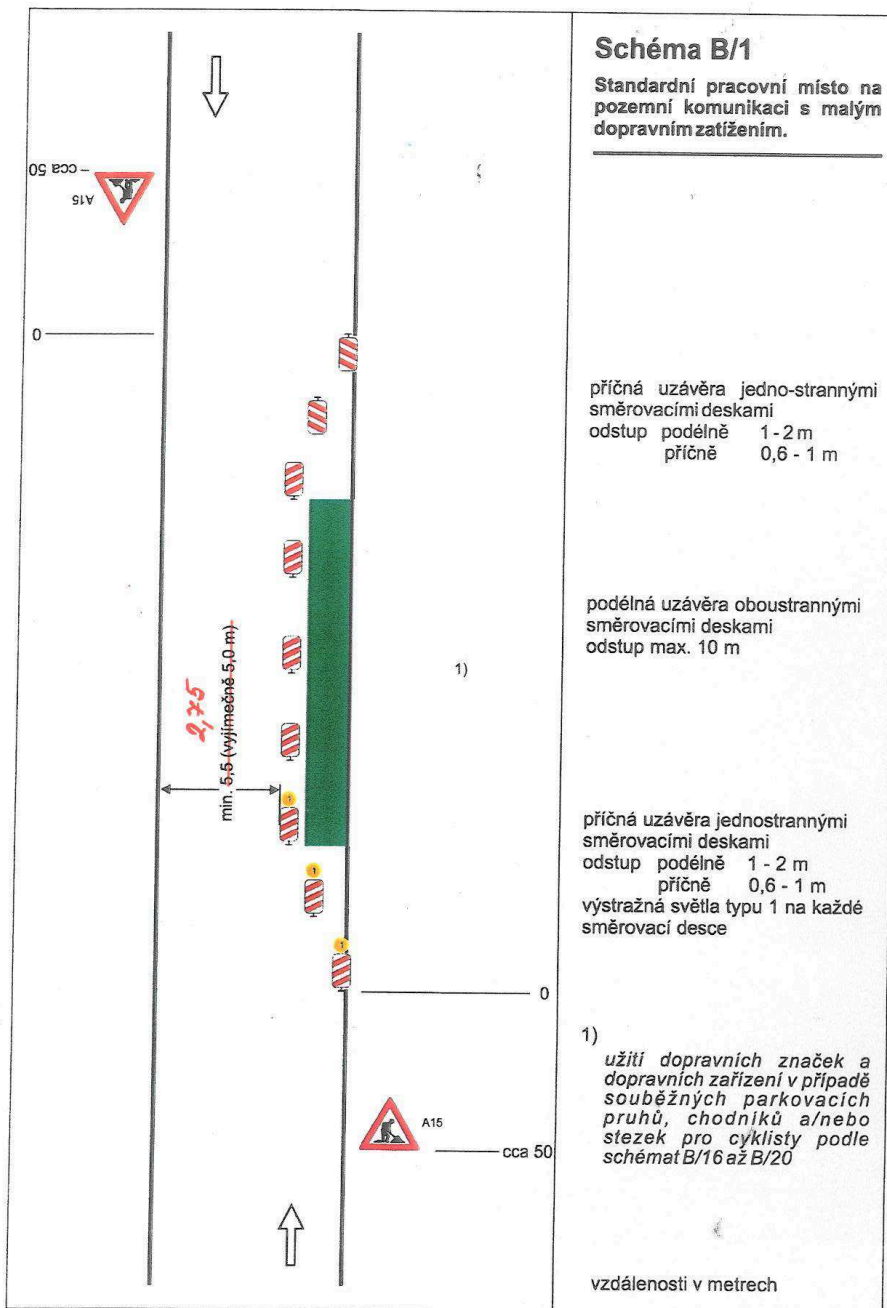 Schéma B/1
Standardní pracovní místo na
pozemní komunikaci s malým
dopravním zatížením.
cca 50
A15
0
příčná uzávěra jedno-strannými
směrovacími deskami
odstup podélně 1 - 2 m
příčně 0,6 - 1 m
podélná uzávěra oboustrannými
směrovacími deskami
odstup max. 10 m
1)
2,75
min. 5,5 (vyjímečně 5,0 m)
1
1
1
příčná uzávěra jednostrannými
směrovacími deskami
odstup podélně 1 - 2 m
příčně 0,6 - 1 m
výstražná světla typu 1 na každé
směrovací desce
0
A15
cca 50
1)
užití dopravních značek a
dopravních zařízení v případě
souběžných parkovacích
pruhů, chodníků a/nebo
stezek pro cyklisty podle
schémat B/16 až B/20
vzdálenosti v metrech